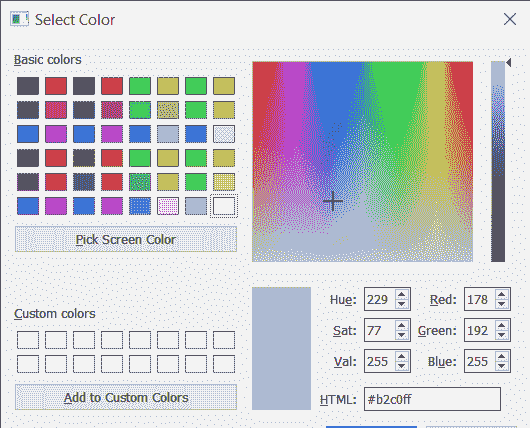 Select Color
Basic colors
Pick Screen Color
Custom colors
Add to Custom Colors
Hue: 229 Red: 178
Sat: 77 Green: 192
Val: 255 Blue: 255
HTML: #b2c0ff